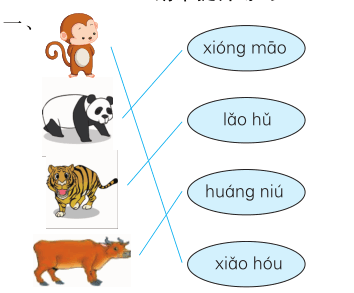 一、
xióng māo
lǎo hǔ
huáng niú
xiǎo hóu